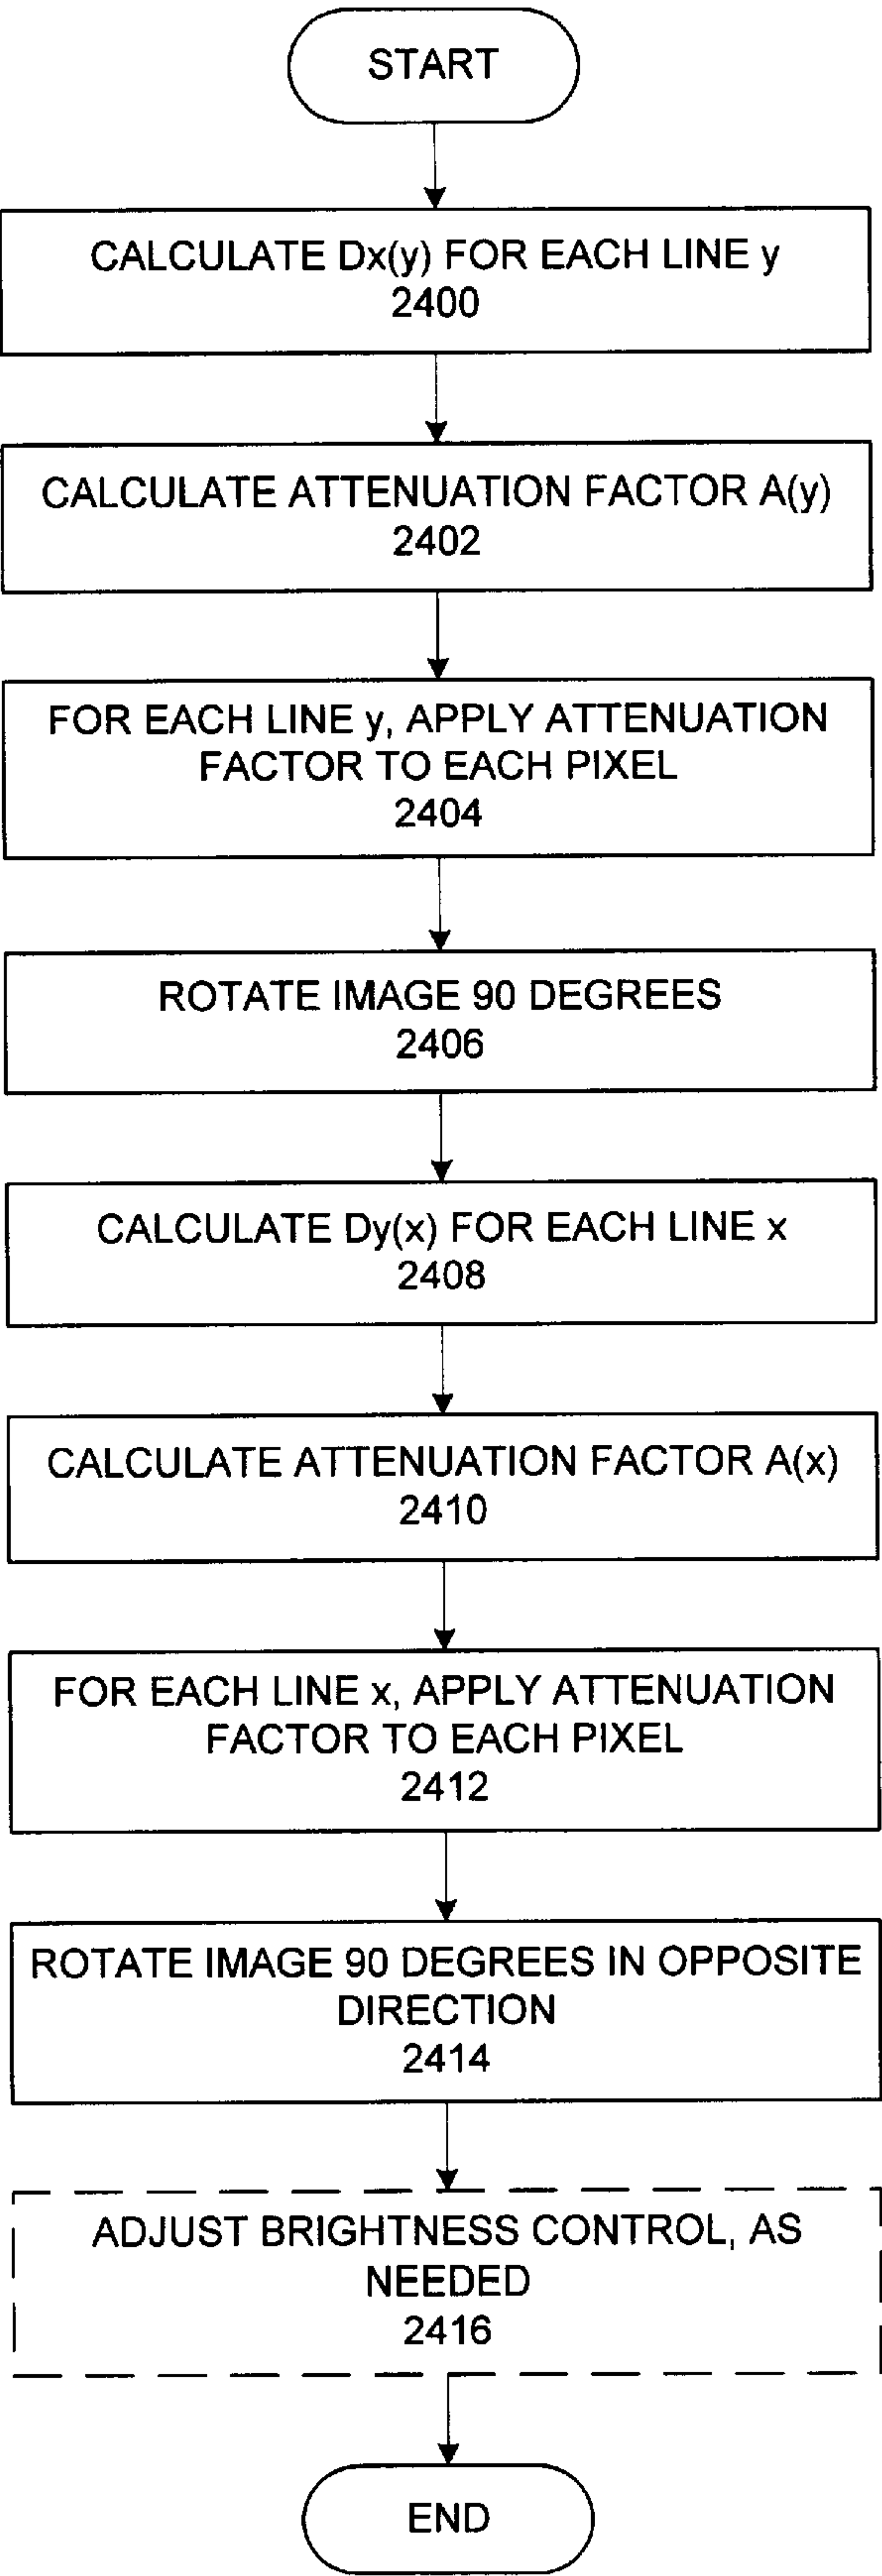 START
CALCULATE Dx(y) FOR EACH LINE y
2400
CALCULATE ATTENUATION FACTOR A(y)
2402
FOR EACH LINE y, APPLY ATTENUATION
FACTOR TO EACH PIXEL
2404
ROTATE IMAGE 90 DEGREES
2406
CALCULATE Dy(x) FOR EACH LINE x
2408
CALCULATE ATTENUATION FACTOR A(x)
2410
FOR EACH LINE x, APPLY ATTENUATION
FACTOR TO EACH PIXEL
2412
ROTATE IMAGE 90 DEGREES IN OPPOSITE
DIRECTION
2414
ADJUST BRIGHTNESS CONTROL, AS
NEEDED
2416
END